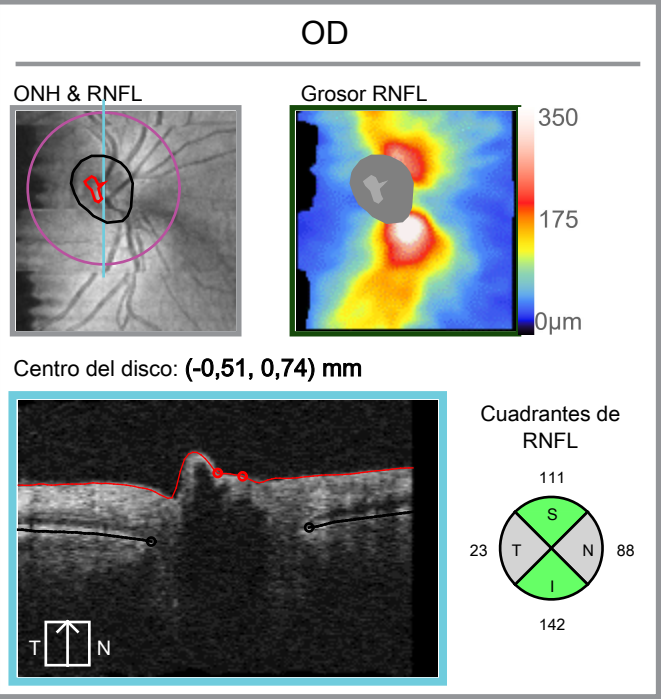 OD
ONH & RNFL
Grosor RNFL
350
175
0µm
Centro del disco: (-0,51, 0,74) mm
Cuadrantes de
RNFL
111
S
23 T N 88
I
142
T N